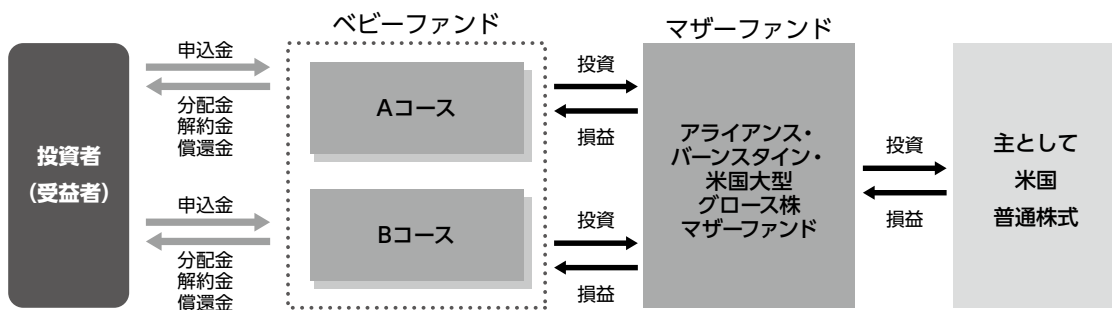 ベビーファンド
マザーファンド
投資者
(受益者)
申込金
分配金
解約金
償還金
申込金
分配金
解約金
償還金
Aコース
Bコース
投資
損益
投資
損益
アライアンス・
バーンスタイン・
米国大型
グロース株
マザーファンド
投資
損益
主として
米国
普通株式